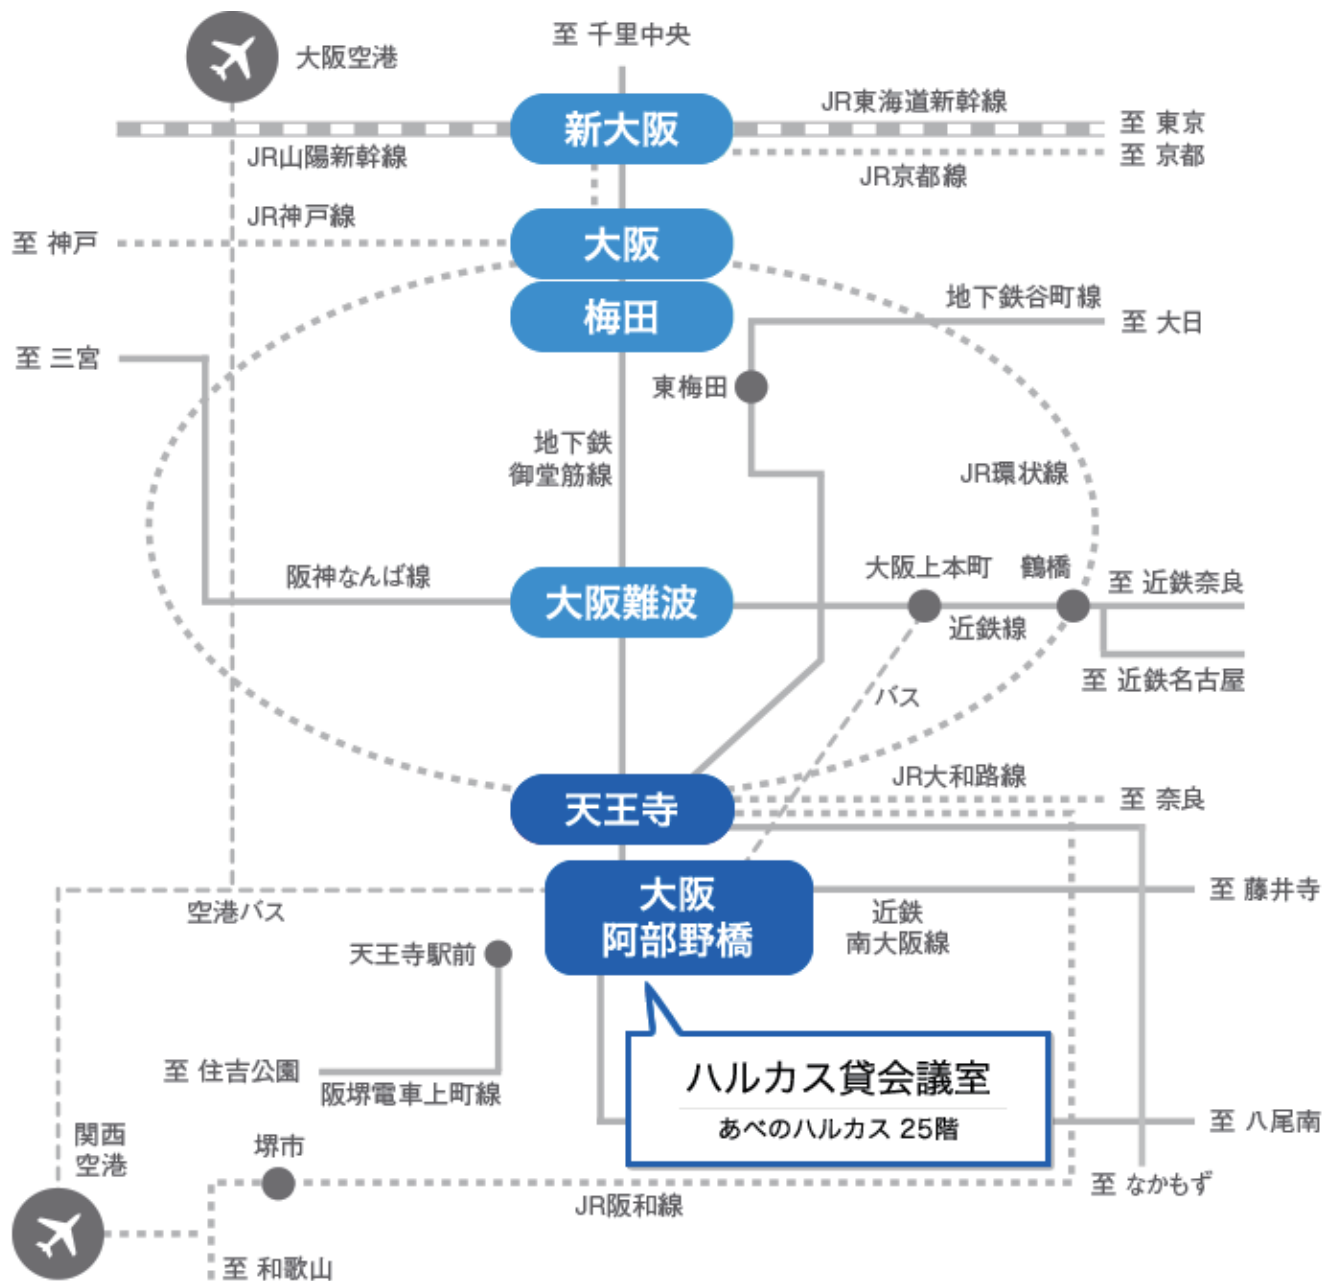 至 千里中央
大阪空港
新大阪
JR東海道新幹線
至 東京
JR山陽新幹線
至 京都
JR京都線
JR神戸線
至 神戸
大阪
梅田
地下鉄谷町線
至 大日
至 三宮
東梅田
地下鉄
御堂筋線
JR環状線
阪神なんば線
大阪難波
大阪上本町
鶴橋
至 近鉄奈良
近鉄線
至 近鉄名古屋
バス
天王寺
JR大和路線
至 奈良
大阪
阿部野橋
空港バス
近鉄
南大阪線
至 藤井寺
天王寺駅前
至 住吉公園
阪堺電車上町線
ハルカス貸会議室
あべのハルカス 25階
至 八尾南
関西
空港
堺市
至 なかもず
JR阪和線
至 和歌山